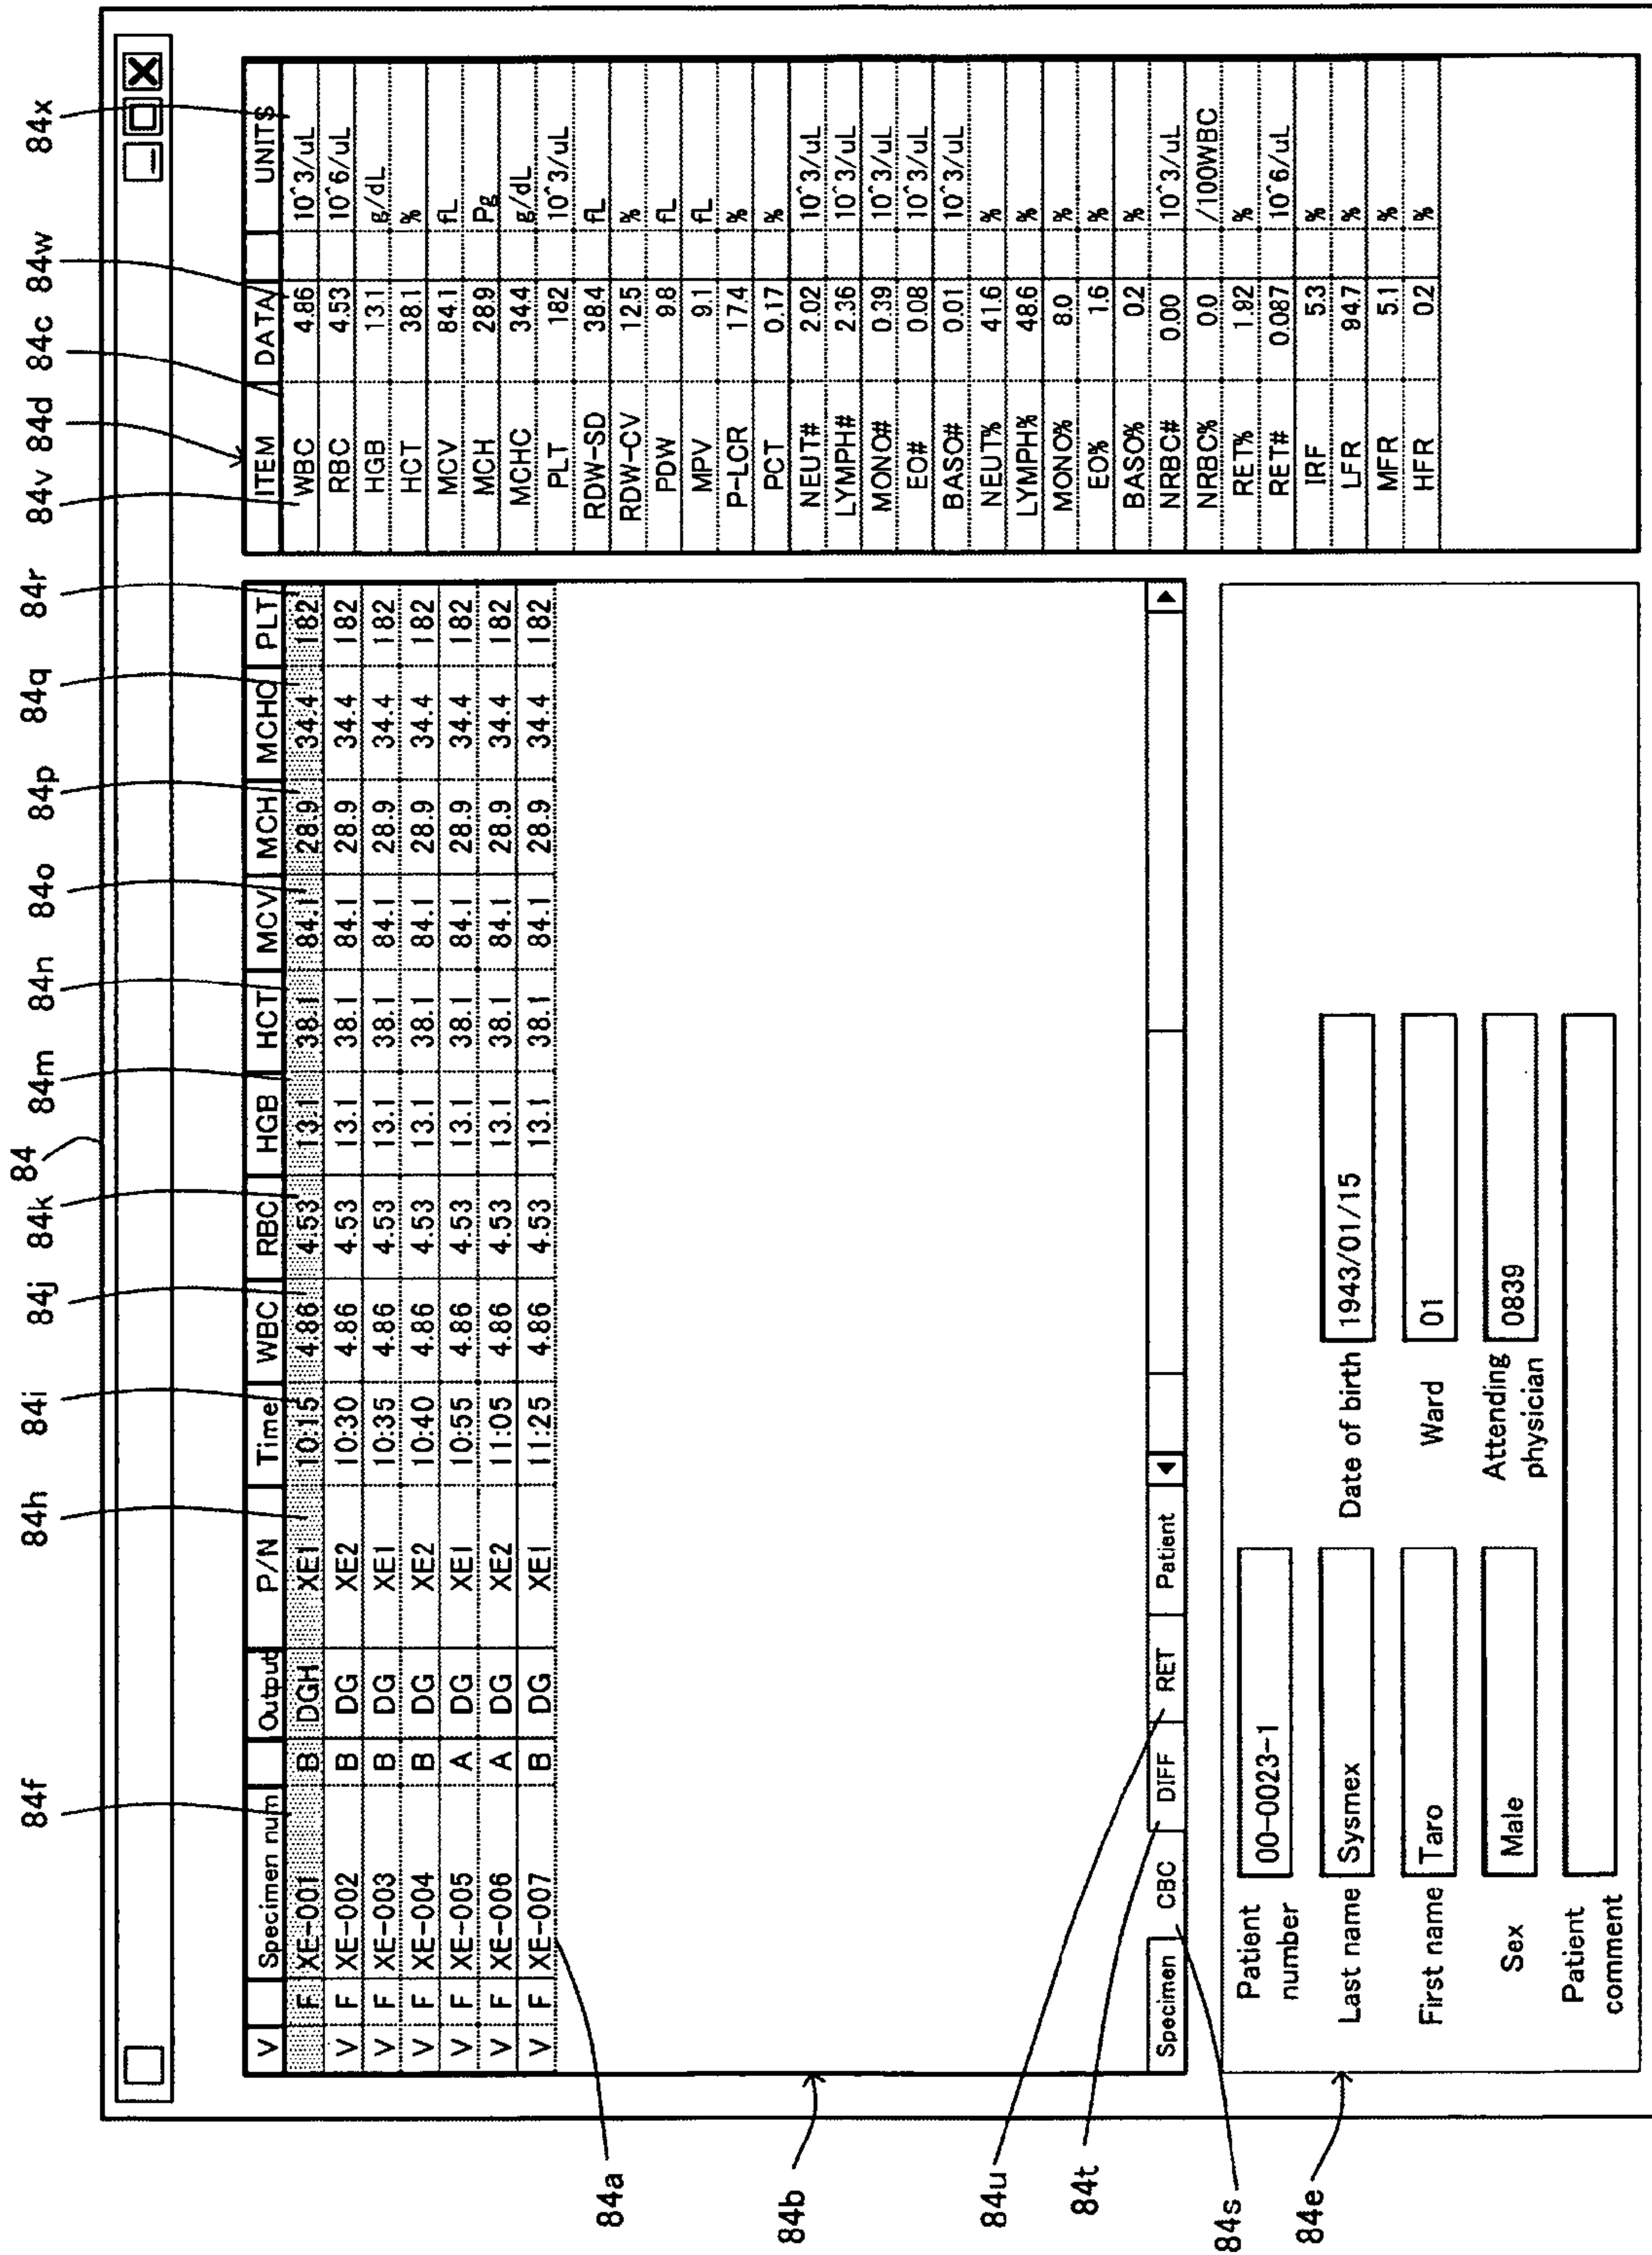 84
84f 84h 84i 84j 84k 84m 84n 84o 84p 84q 84r 84v 84d 84c 84w 84x
V Specimen num Output P/N Time WBC RBC HGB HCT MCV MCH MCHC PLT
F XE-001 B DGH XE1 10:15 4.86 4.53 13.1 38.1 84.1 28.9 34.4 182
V F XE-002 B DG XE2 10:30 4.86 4.53 13.1 38.1 84.1 28.9 34.4 182
V F XE-003 B DG XE1 10:35 4.86 4.53 13.1 38.1 84.1 28.9 34.4 182
V F XE-004 B DG XE2 10:40 4.86 4.53 13.1 38.1 84.1 28.9 34.4 182
V F XE-005 A DG XE1 10:55 4.86 4.53 13.1 38.1 84.1 28.9 34.4 182
V F XE-006 A DG XE2 11:05 4.86 4.53 13.1 38.1 84.1 28.9 34.4 182
V F XE-007 B DG XE1 11:25 4.86 4.53 13.1 38.1 84.1 28.9 34.4 182
84a
84b
84u
84t
84s
84e
Specimen CBC DIFF RET Patient
Patient number 00-0023-1
Last name Sysmex Date of birth 1943/01/15
First name Taro Ward 01
Sex Male Attending physician 0839
Patient comment
ITEM DATA UNITS
WBC 4.86 10^3/uL
RBC 4.53 10^6/uL
HGB 13.1 g/dL
HCT 38.1 %
MCV 84.1 fL
MCH 28.9 Pg
MCHC 34.4 g/dL
PLT 182 10^3/uL
RDW-SD 38.4 fL
RDW-CV 12.5 %
PDW 9.8 fL
MPV 9.1 fL
P-LCR 17.4 %
PCT 0.17 %
NEUT# 2.02 10^3/uL
LYMPH# 2.36 10^3/uL
MONO# 0.39 10^3/uL
EO# 0.08 10^3/uL
BASO# 0.01 10^3/uL
NEUT% 41.6 %
LYMPH% 48.6 %
MONO% 8.0 %
EO% 1.6 %
BASO% 0.2 %
NRBC# 0.00 10^3/uL
NRBC% 0.0 /100WBC
RET% 1.92 %
RET# 0.087 10^6/uL
IRF 5.3 %
LFR 94.7 %
MFR 5.1 %
HFR 0.2 %